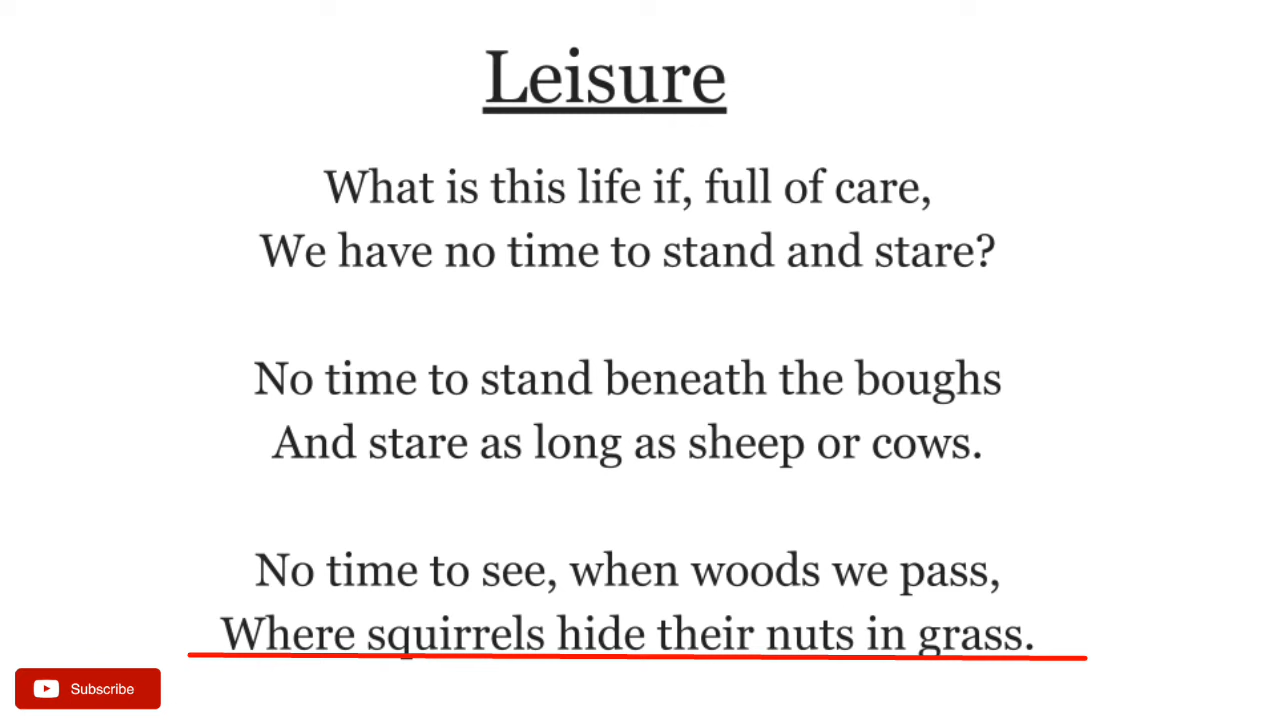 Leisure
What is this life if, full of care,
We have no time to stand and stare?
No time to stand beneath the boughs
And stare as long as sheep or cows.
No time to see, when woods we pass,
Where squirrels hide their nuts in grass.
Subscribe